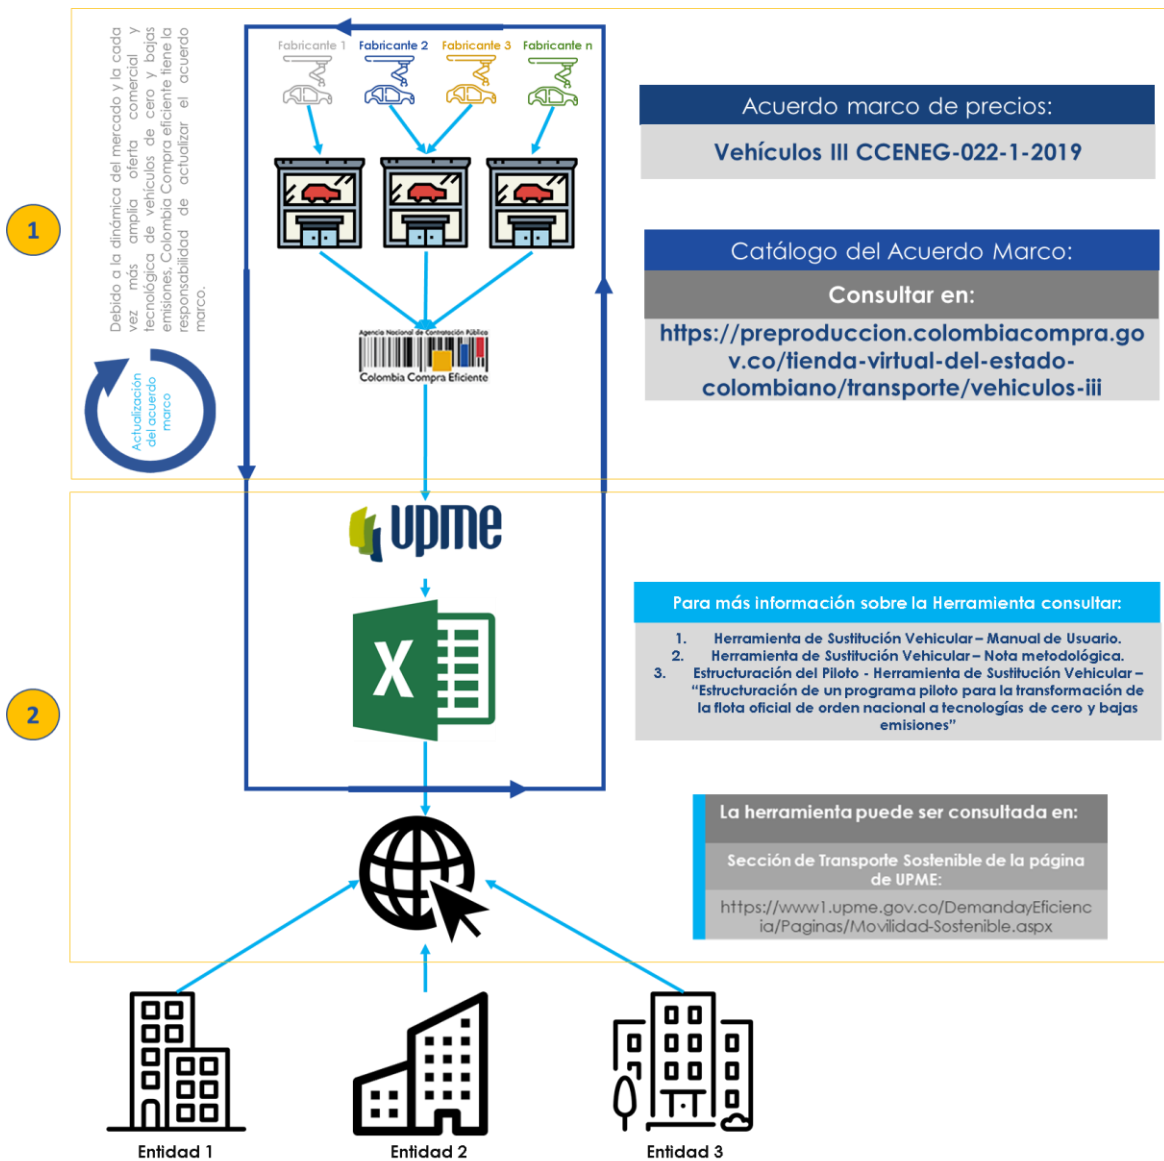 1
Debido a la dinámica del mercado y la cada
vez más amplia oferta comercial y
tecnológica de vehículos de cero y bajas
emisiones, Colombia Compra eficiente tiene la
responsabilidad de actualizar el acuerdo
marco.
Actualización
del acuerdo
marco
Fabricante 1
Fabricante 2
Fabricante 3
Fabricante n
Agencia Nacional de Contratación Pública
Colombia Compra Eficiente
Acuerdo marco de precios:
Vehículos III CCENEG-022-1-2019
Catálogo del Acuerdo Marco:
Consultar en:
https://preproduccion.colombiacompra.go
v.co/tienda-virtual-del-estado-
colombiano/transporte/vehiculos-iii
2
upme
X
Para más información sobre la Herramienta consultar:
1. Herramienta de Sustitución Vehicular – Manual de Usuario.
2. Herramienta de Sustitución Vehicular – Nota metodológica.
3. Estructuración del Piloto - Herramienta de Sustitución Vehicular –
“Estructuración de un programa piloto para la transformación de
la flota oficial de orden nacional a tecnologías de cero y bajas
emisiones”
La herramienta puede ser consultada en:
Sección de Transporte Sostenible de la página
de UPME:
https://www1.upme.gov.co/DemandayEficienc
ia/Paginas/Movilidad-Sostenible.aspx
Entidad 1
Entidad 2
Entidad 3